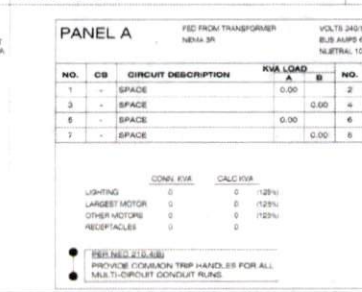 PANEL A
FED FROM TRANSFORMER
NEMA 3R
VOLTS 240/1
BUS AMPS
NUETRAL 10
KVA LOAD
NO. CB CIRCUIT DESCRIPTION A B NO.
1 - SPACE 0.00 2
3 - SPACE 0.00 4
5 - SPACE 0.00 6
7 - SPACE 0.00 8
CONN. KVA CALC KVA
LIGHTING 0 0 (125%)
LARGEST MOTOR 0 0 (125%)
OTHER MOTORS 0 0
RECEPTACLES 0 0
PER NEC 210.4(B)
PROVIDE COMMON TRIP HANDLES FOR ALL
MULTI-CIRCUIT CONDUIT RUNS.